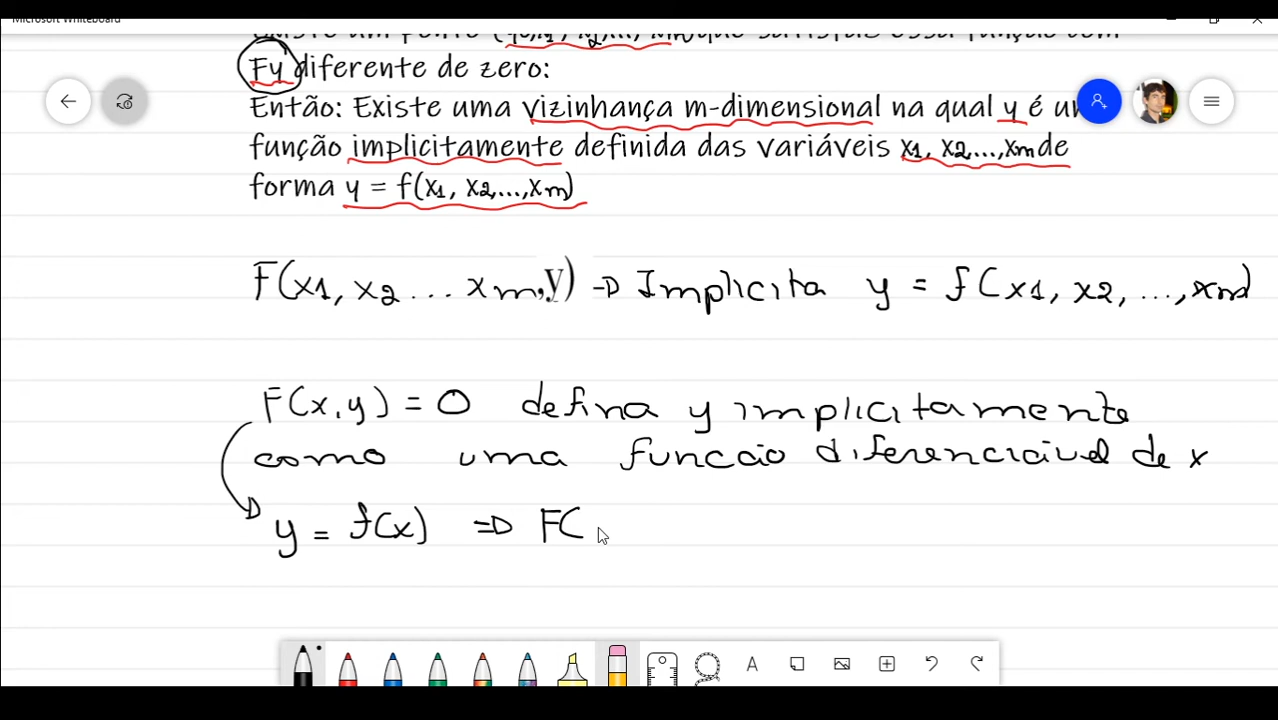 Microsoft Whiteboard
Fy diferente de zero:
Então: Existe uma vizinhança m-dimensional na qual y é
função implicitamente definida das variáveis x1, x2,...,xm de
forma y = f(x1, x2,...,xm)
F(x1, x2 ... xm,y) => Implicita y = f(x1, x2, ...,xm)
F(x,y) = 0 defina y implicitamente
como uma funcão diferenciavel de x
y = f(x) => F(